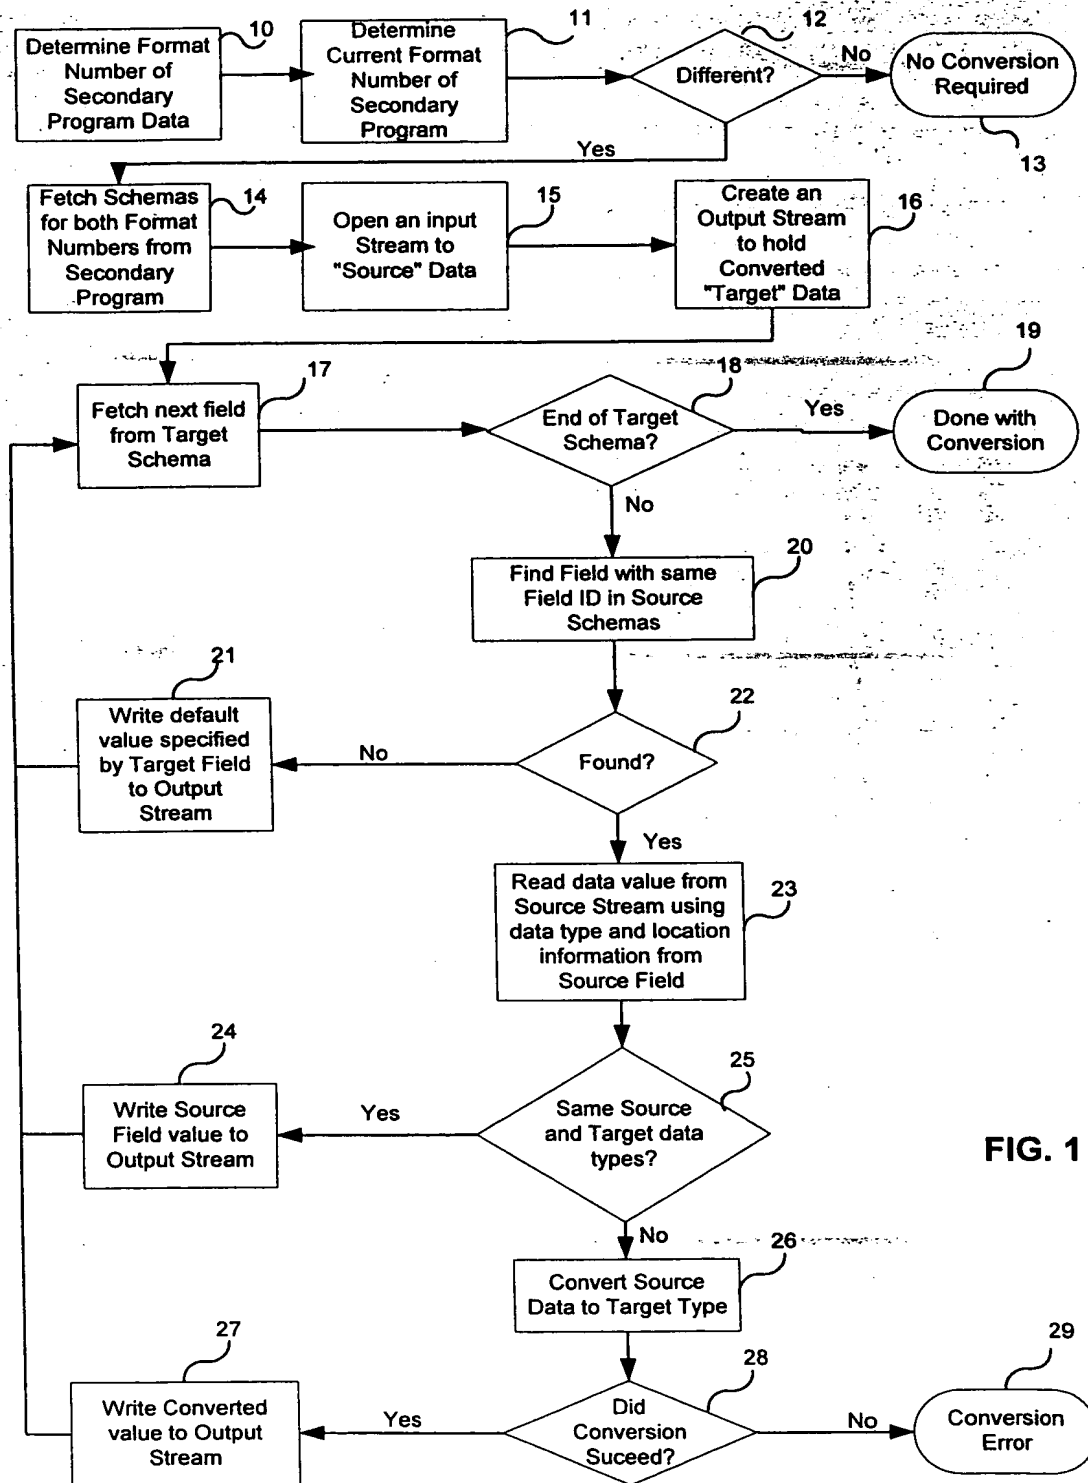 10
Determine Format
Number of
Secondary
Program Data
11
Determine
Current Format
Number of
Secondary
Program
12
Different?
No
No Conversion
Required
13
Yes
14
Fetch Schemas
for both Format
Numbers from
Secondary
Program
15
Open an input
Stream to
"Source" Data
16
Create an
Output Stream
to hold
Converted
"Target" Data
17
Fetch next field
from Target
Schema
18
End of Target
Schema?
Yes
19
Done with
Conversion
No
20
Find Field with same
Field ID in Source
Schemas
21
Write default
value specified
by Target Field
to Output
Stream
No
22
Found?
Yes
23
Read data value from
Source Stream using
data type and location
information from
Source Field
24
Write Source
Field value to
Output Stream
Yes
25
Same Source
and Target data
types?
FIG. 1
No
26
Convert Source
Data to Target Type
27
Write Converted
value to Output
Stream
Yes
28
Did
Conversion
Suceed?
No
29
Conversion
Error